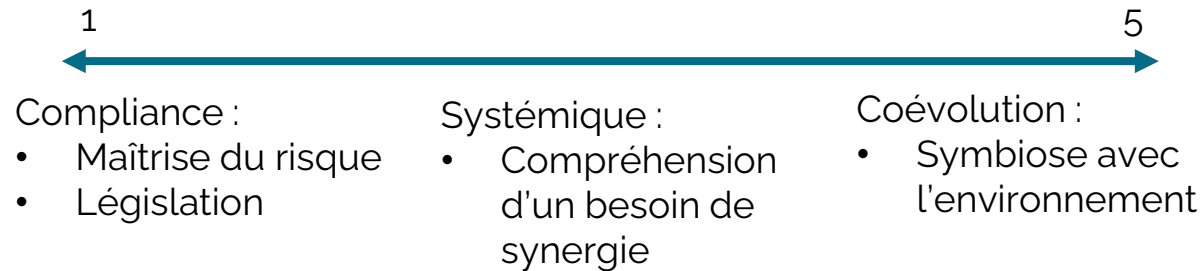 1
5
Compliance :
• Maîtrise du risque
• Législation
Systémique :
• Compréhension
d'un besoin de
synergie
Coévolution :
• Symbiose avec
l'environnement